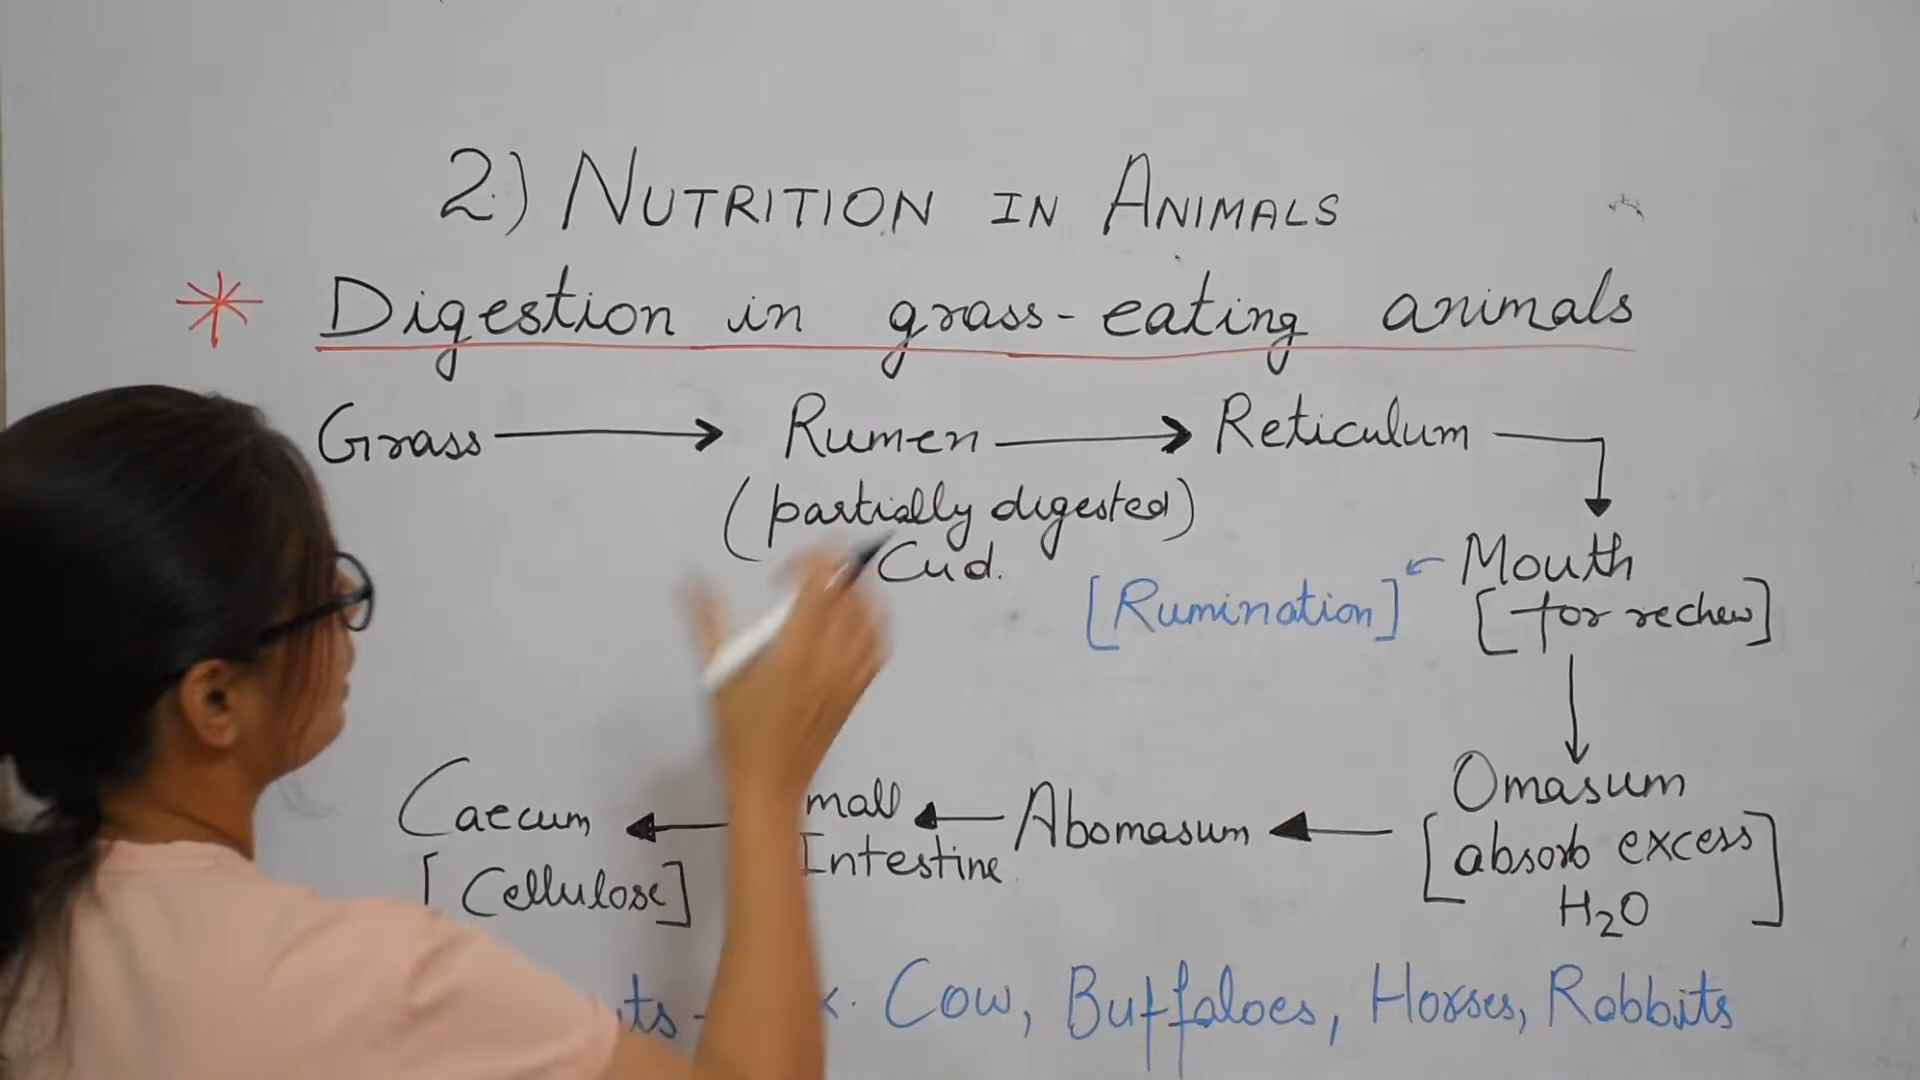 2) NUTRITION IN ANIMALS
* Digestion in grass-eating animals
Grass → Rumen → Reticulum
(partially digested)
Cud.
Mouth
[Rumination]
[for rechew]
Omasum
[absorb excess
H₂O]
Caecum ← mall ← Abomasum ←
Intestine
[Cellulose]
Cow, Buffaloes, Horses, Rabbits